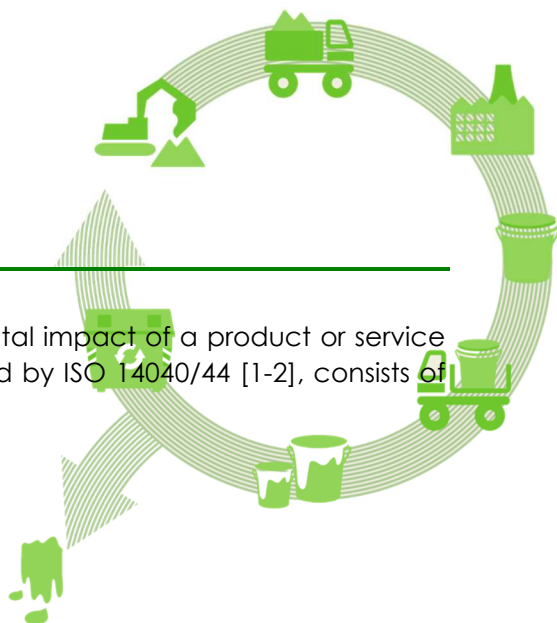 tal impact of a product or service
d by ISO 14040/44 [1-2], consists of